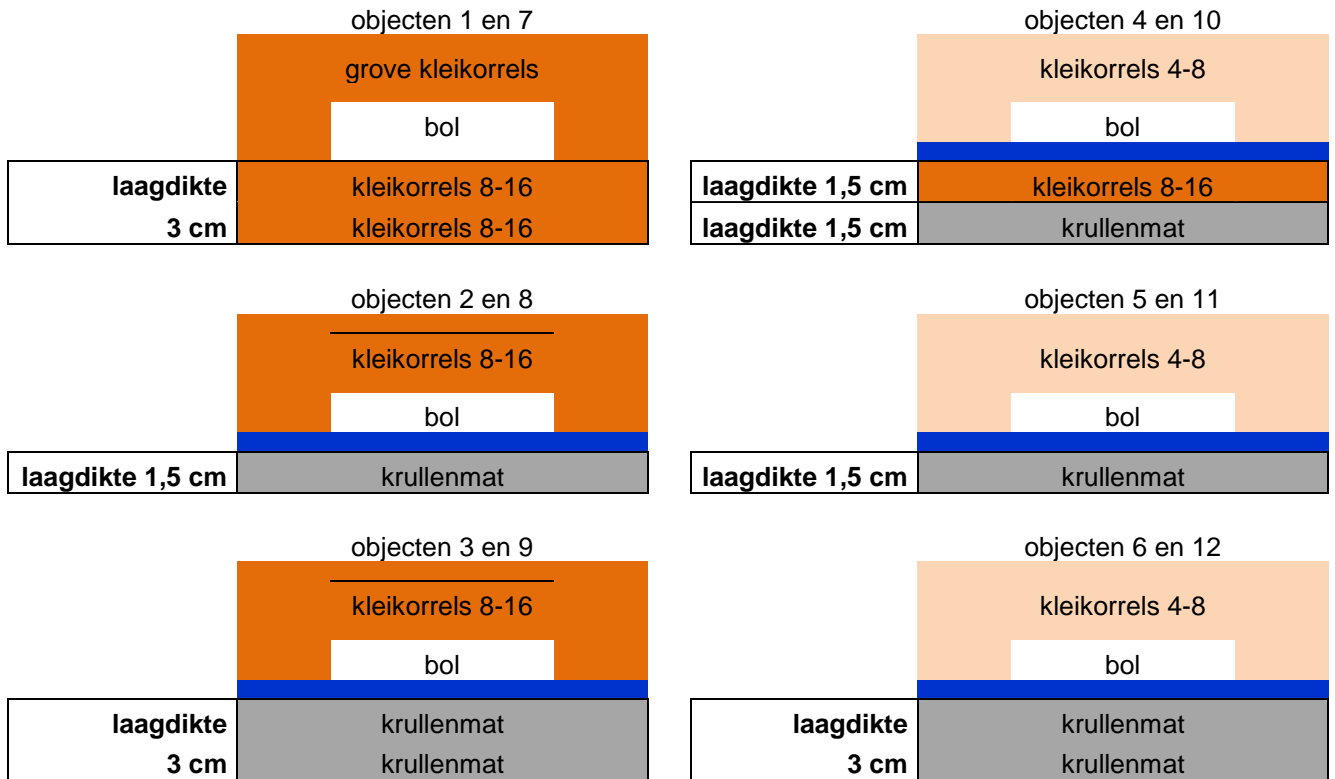 objecten 1 en 7
grove kleikorrels
bol
laagdikte kleikorrels 8-16
3 cm kleikorrels 8-16
objecten 2 en 8
kleikorrels 8-16
bol
laagdikte 1,5 cm krullenmat
objecten 3 en 9
kleikorrels 8-16
bol
laagdikte krullenmat
3 cm krullenmat
objecten 4 en 10
kleikorrels 4-8
bol
laagdikte 1,5 cm kleikorrels 8-16
laagdikte 1,5 cm krullenmat
objecten 5 en 11
kleikorrels 4-8
bol
laagdikte 1,5 cm krullenmat
objecten 6 en 12
kleikorrels 4-8
bol
laagdikte krullenmat
3 cm krullenmat